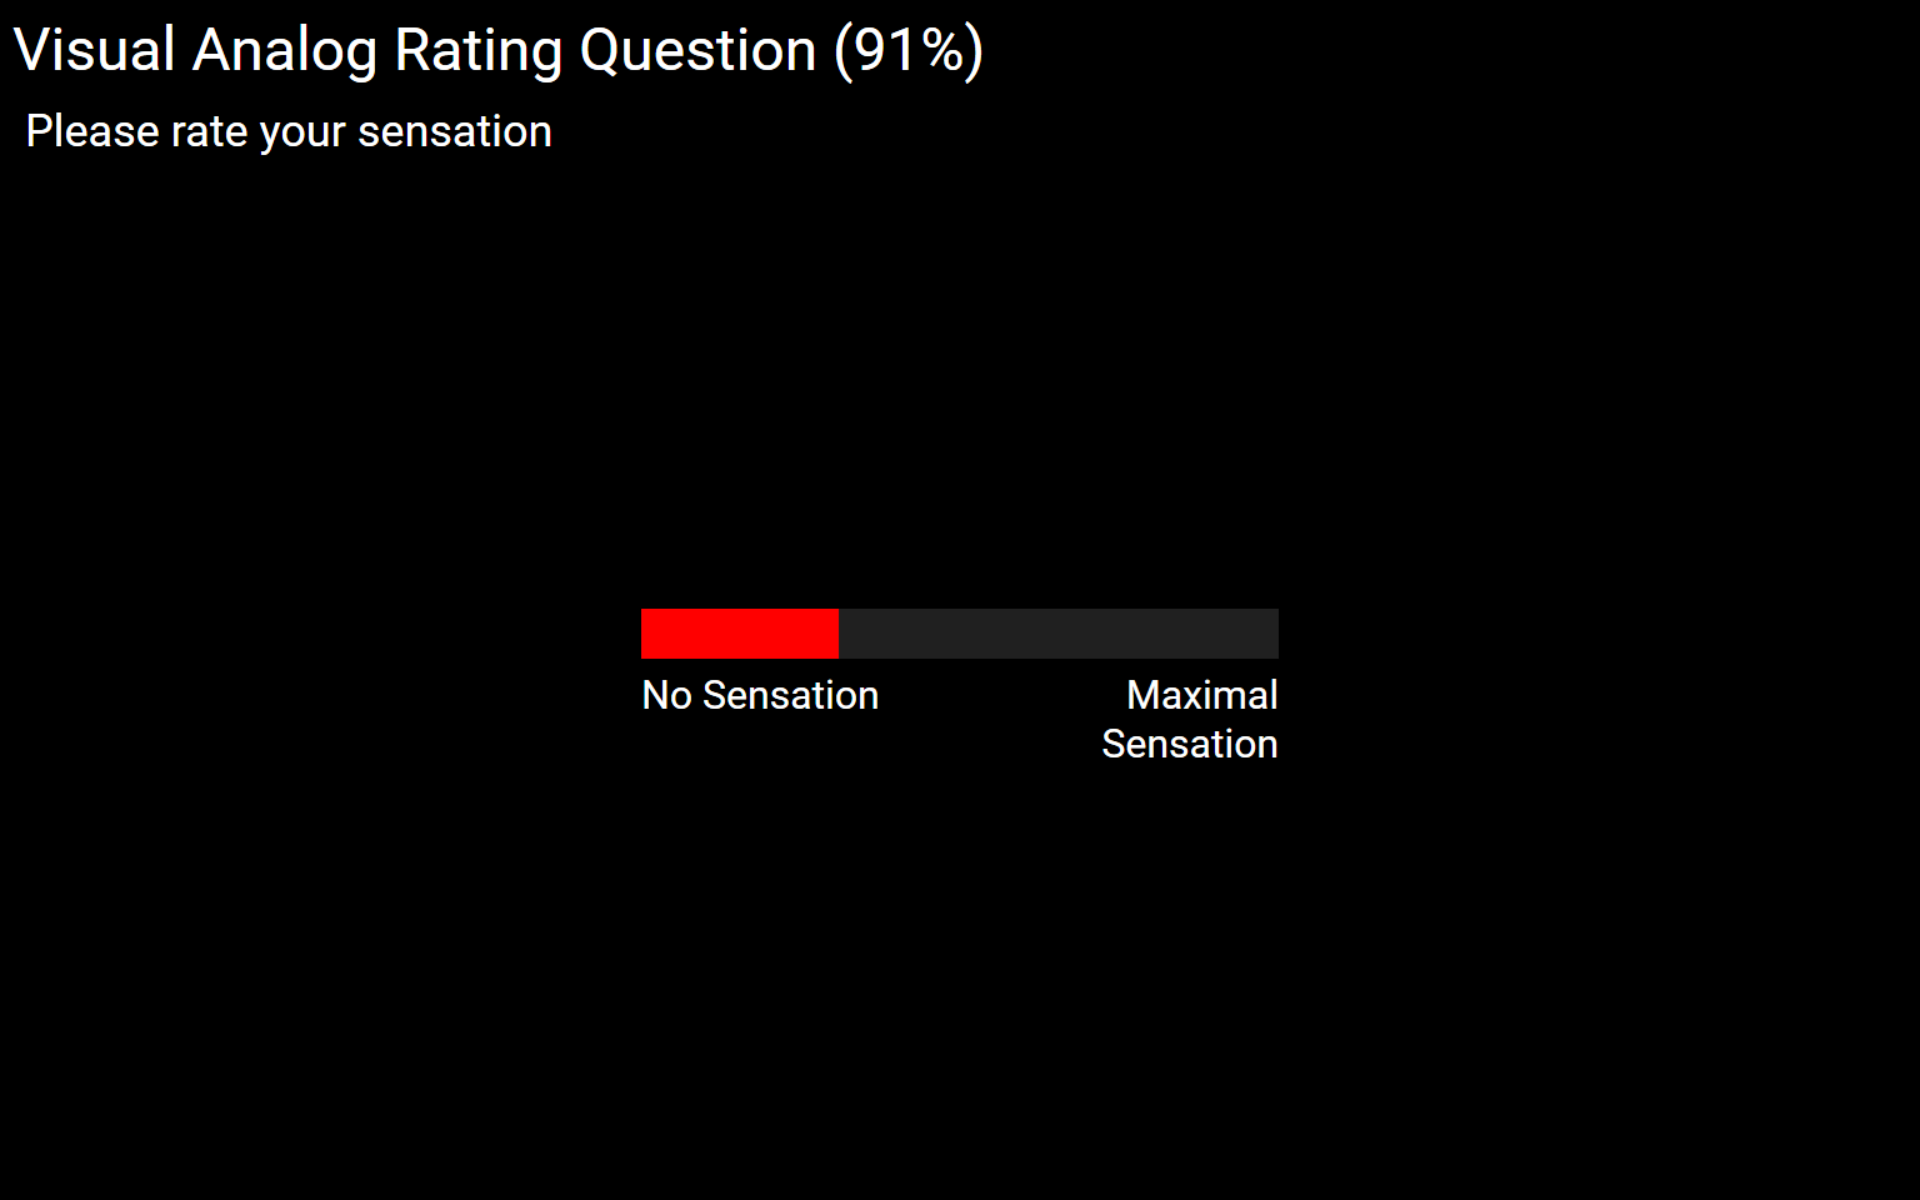 Visual Analog Rating Question (91%)
Please rate your sensation
No Sensation
Maximal
Sensation